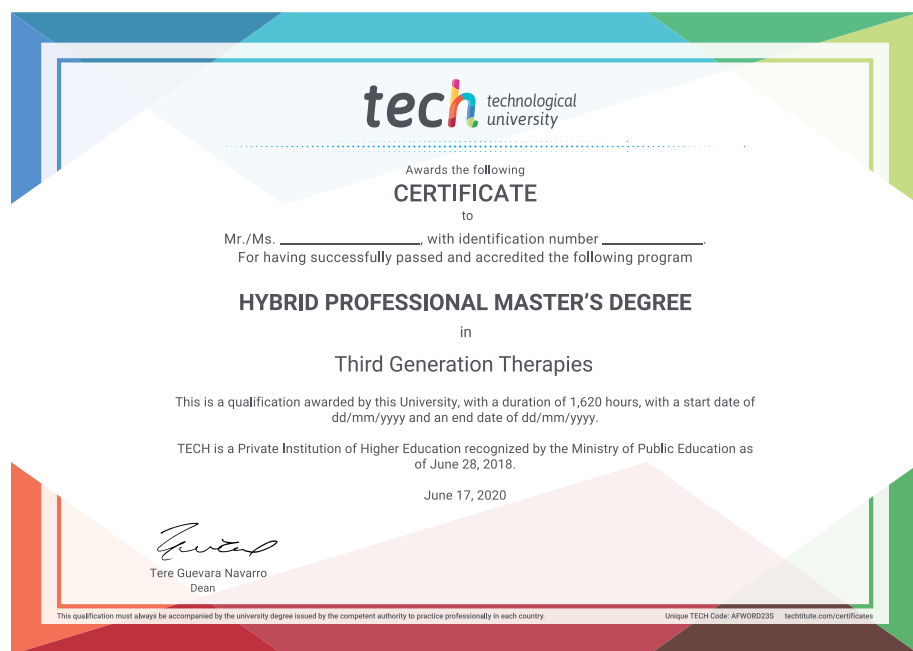 tech technological
university
Awards the following
CERTIFICATE
to
Mr./Ms. ________________, with identification number ____________.
For having successfully passed and accredited the following program
HYBRID PROFESSIONAL MASTER'S DEGREE
in
Third Generation Therapies
This is a qualification awarded by this University, with a duration of 1,620 hours, with a start date of
dd/mm/yyyy and an end date of dd/mm/yyyy.
TECH is a Private Institution of Higher Education recognized by the Ministry of Public Education as
of June 28, 2018.
June 17, 2020
Tere Guevara Navarro
Dean
This qualification must always be accompanied by the university degree issued by the competent authority to practice professionally in each country. Unique TECH Code: AFWORD23S techtitute.com/certificates